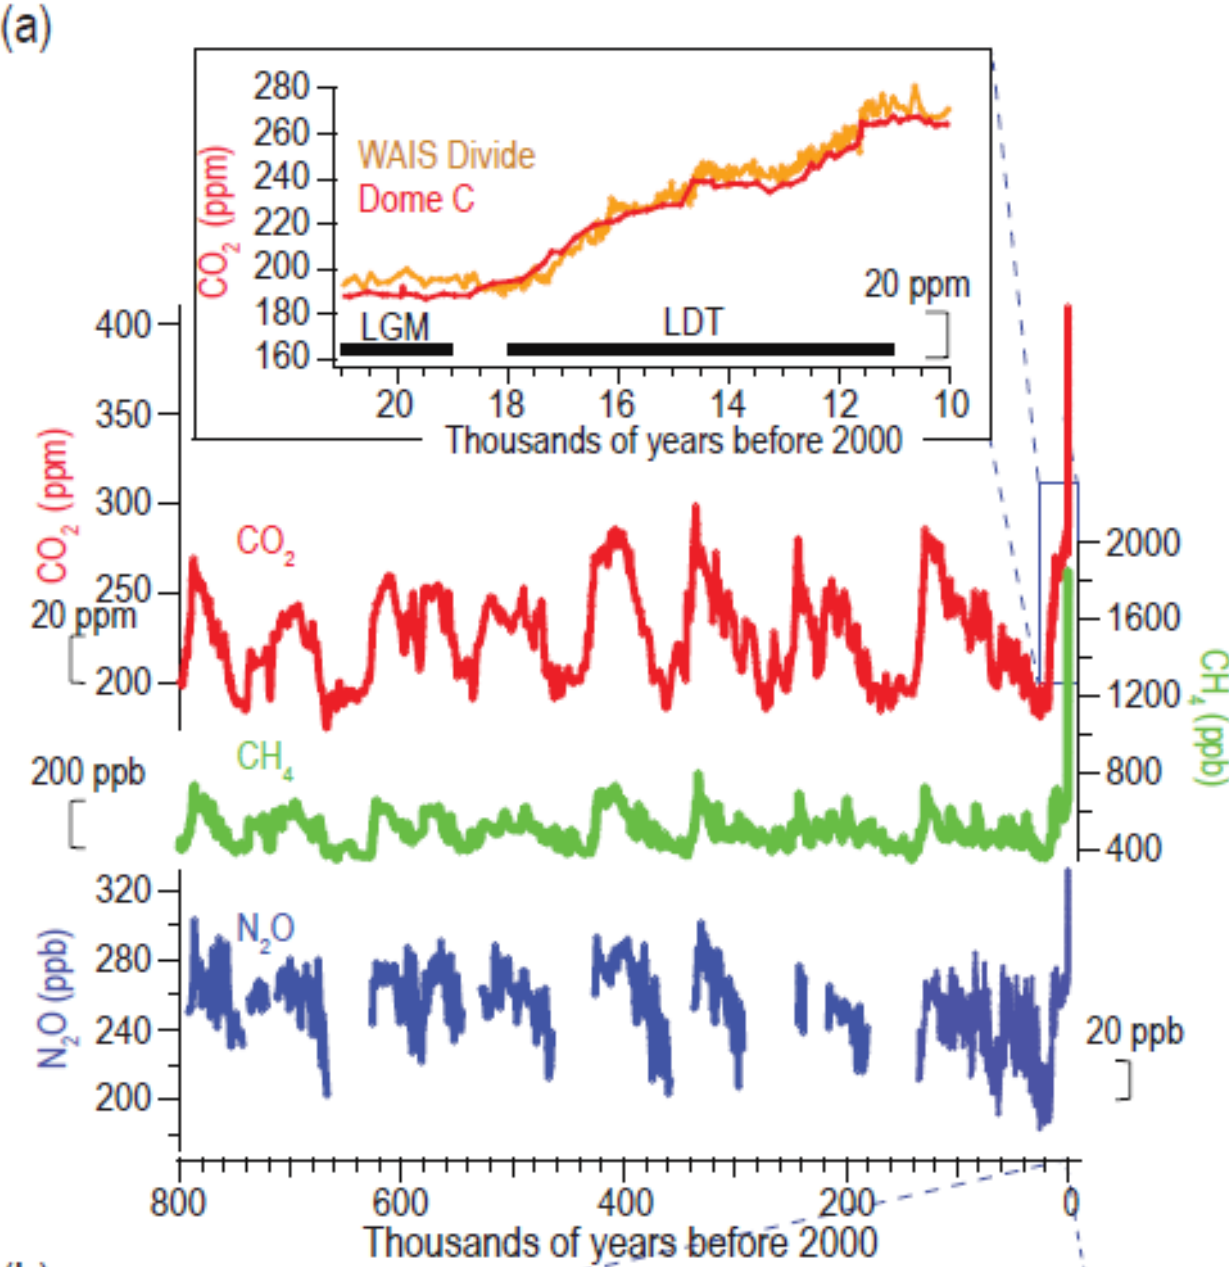 (a)
280
260
240
220
200
180
160
CO₂ (ppm)
WAIS Divide
Dome C
20 ppm
LGM
LDT
20 18 16 14 12 10
Thousands of years before 2000
400
350
300
250
200
CO₂ (ppm)
20 ppm
CO₂
2000
1600
1200
800
400
CH₄ (ppb)
200 ppb
CH₄
320
280
240
200
N₂O (ppb)
N₂O
20 ppb
800 600 400 200 0
Thousands of years before 2000